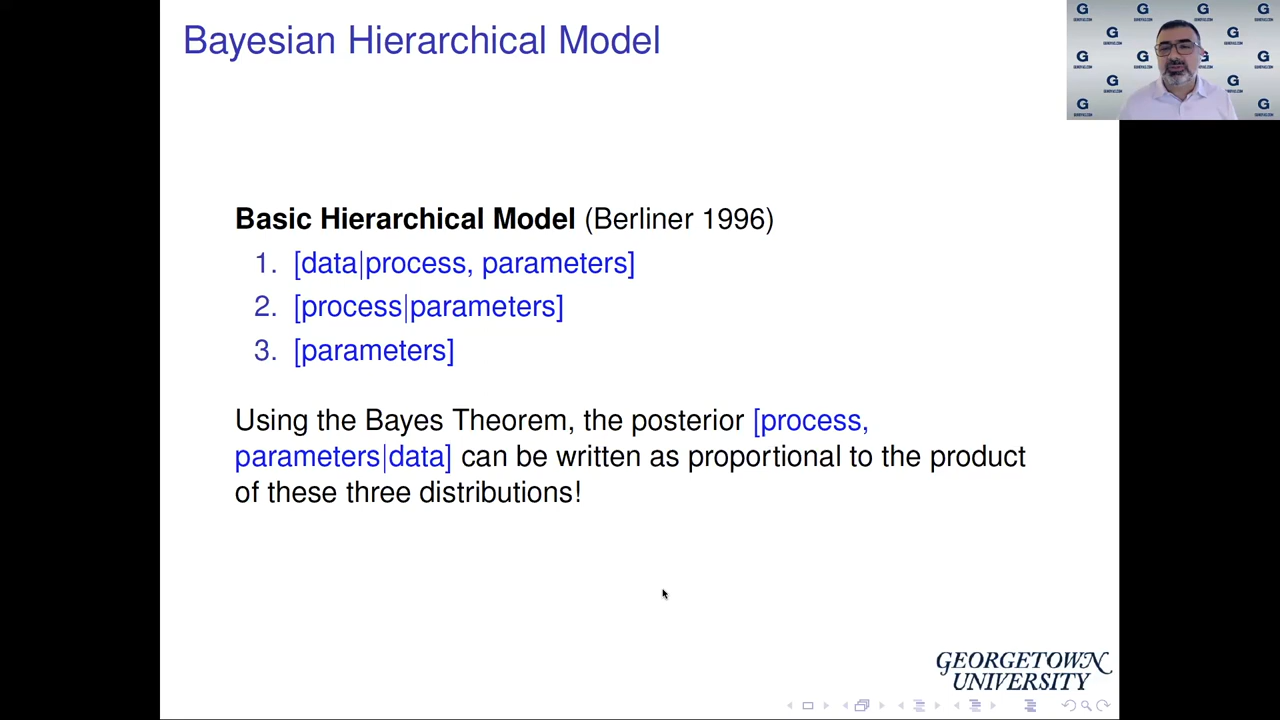 Bayesian Hierarchical Model
Basic Hierarchical Model (Berliner 1996)
1. [data|process, parameters]
2. [process|parameters]
3. [parameters]
Using the Bayes Theorem, the posterior [process,
parameters|data] can be written as proportional to the product
of these three distributions!
GEORGETOWN
UNIVERSITY